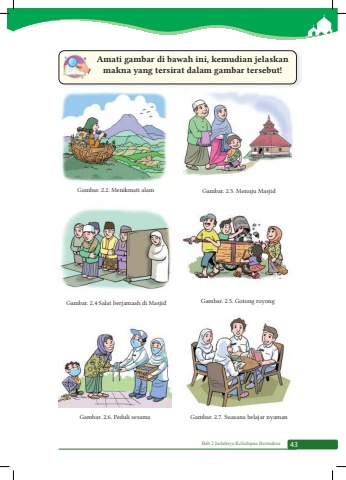 Amati gambar di bawah ini, kemudian jelaskan
makna yang tersirat dalam gambar tersebut!
Gambar. 2.2. Menikmati alam
Gambar. 2.3. Menuju Masjid
Gambar. 2.4 Salat berjamaah di Masjid
Gambar. 2.5. Gotong royong
Gambar. 2.6. Peduli sesama
Gambar. 2.7. Suasana belajar nyaman
Bab 2 Indahnya Kehidupan Bermakna
43